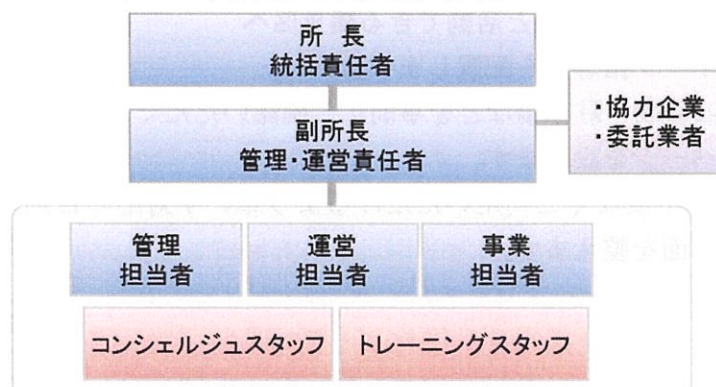 所 長
統括責任者
副所長
管理・運営責任者
・協力企業
・委託業者
管理
担当者
運営
担当者
事業
担当者
コンシェルジュスタッフ
トレーニングスタッフ